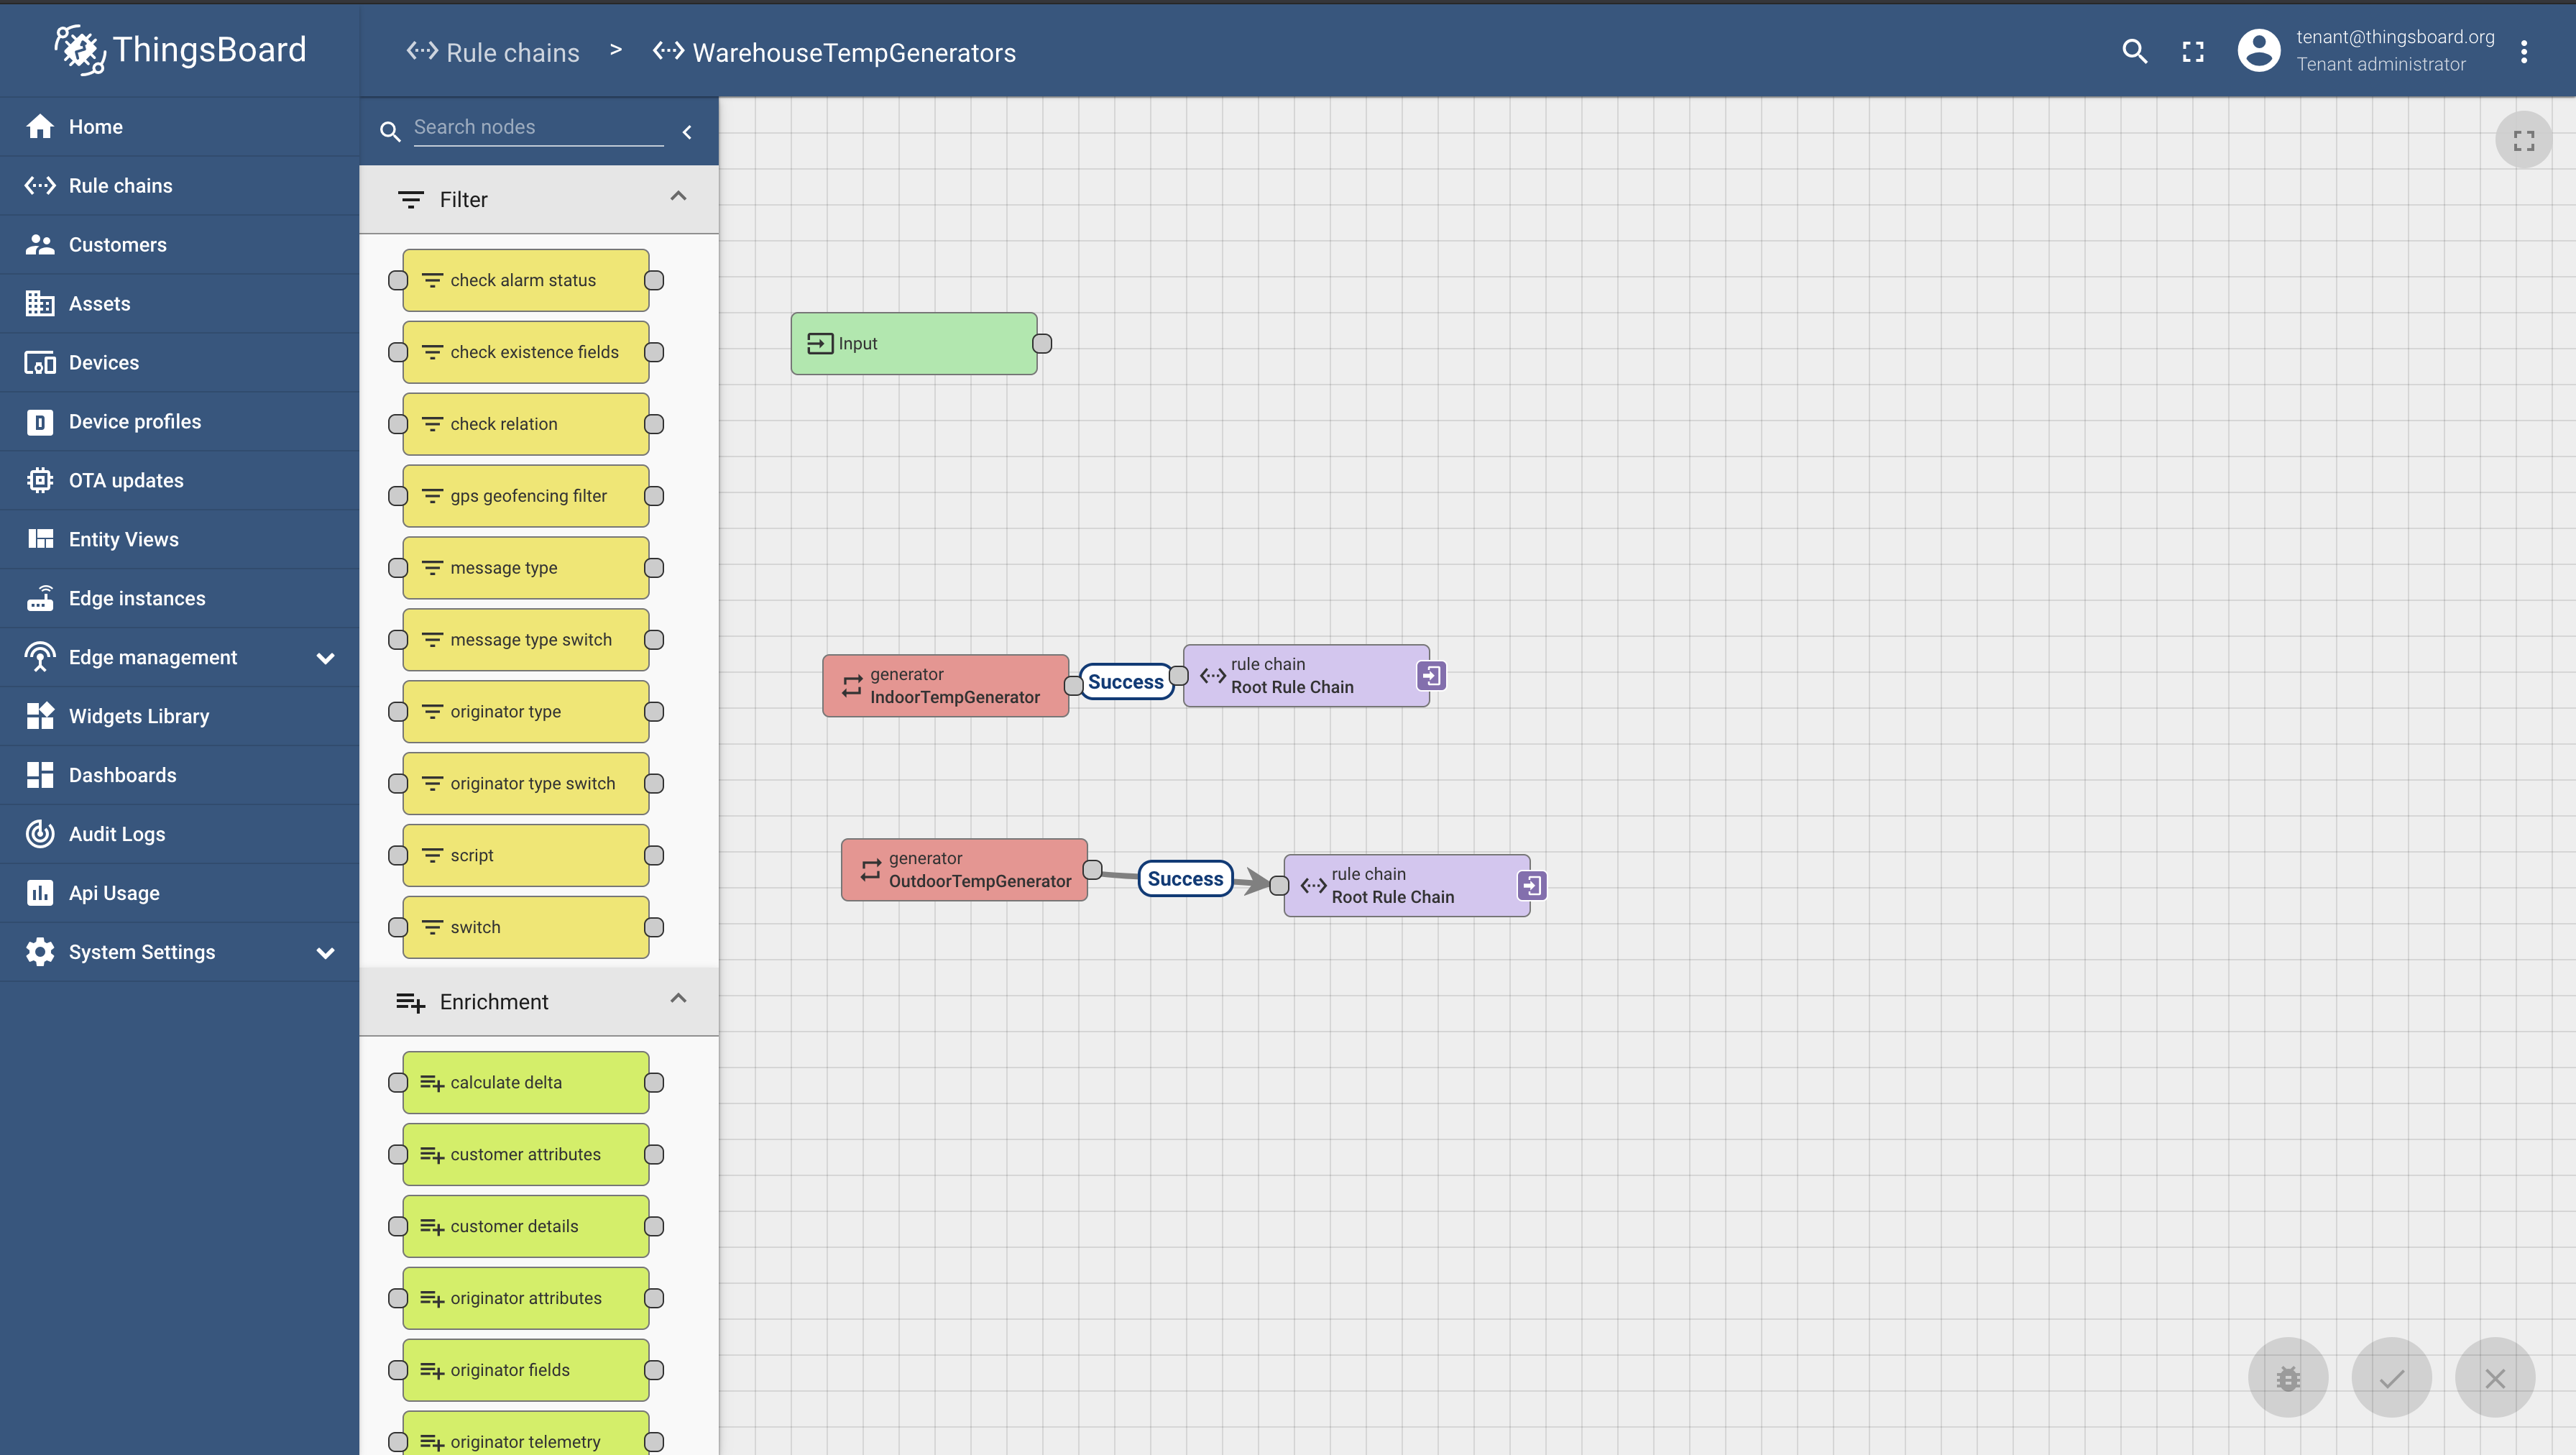 ThingsBoard
Rule chains > WarehouseTempGenerators
tenant@thingsboard.org
Tenant administrator
Home
Rule chains
Customers
Assets
Devices
Device profiles
OTA updates
Entity Views
Edge instances
Edge management
Widgets Library
Dashboards
Audit Logs
Api Usage
System Settings
Search nodes
Filter
check alarm status
check existence fields
check relation
gps geofencing filter
message type
message type switch
originator type
originator type switch
script
switch
Enrichment
calculate delta
customer attributes
customer details
originator attributes
originator fields
originator telemetry
Input
generator
IndoorTempGenerator
Success
rule chain
Root Rule Chain
generator
OutdoorTempGenerator
Success
rule chain
Root Rule Chain